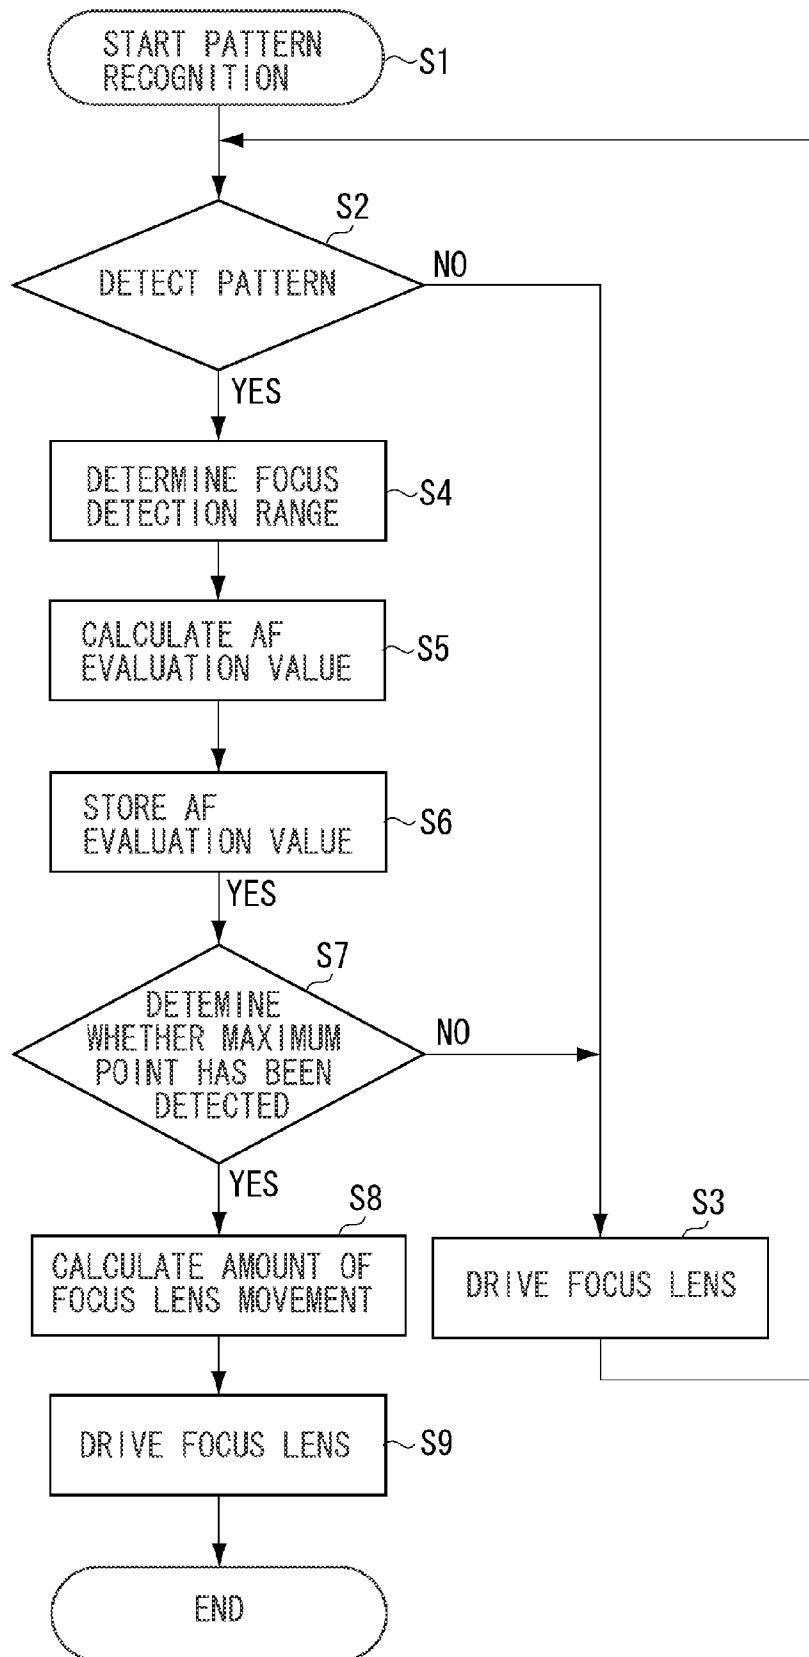 START PATTERN
RECOGNITION
S1
S2
DETECT PATTERN
NO
YES
DETERMINE FOCUS
DETECTION RANGE
S4
CALCULATE AF
EVALUATION VALUE
S5
STORE AF
EVALUATION VALUE
S6
YES
S7
DETEMINE
WHETHER MAXIMUM
POINT HAS BEEN
DETECTED
NO
YES
S8
CALCULATE AMOUNT OF
FOCUS LENS MOVEMENT
S3
DRIVE FOCUS LENS
DRIVE FOCUS LENS
S9
END